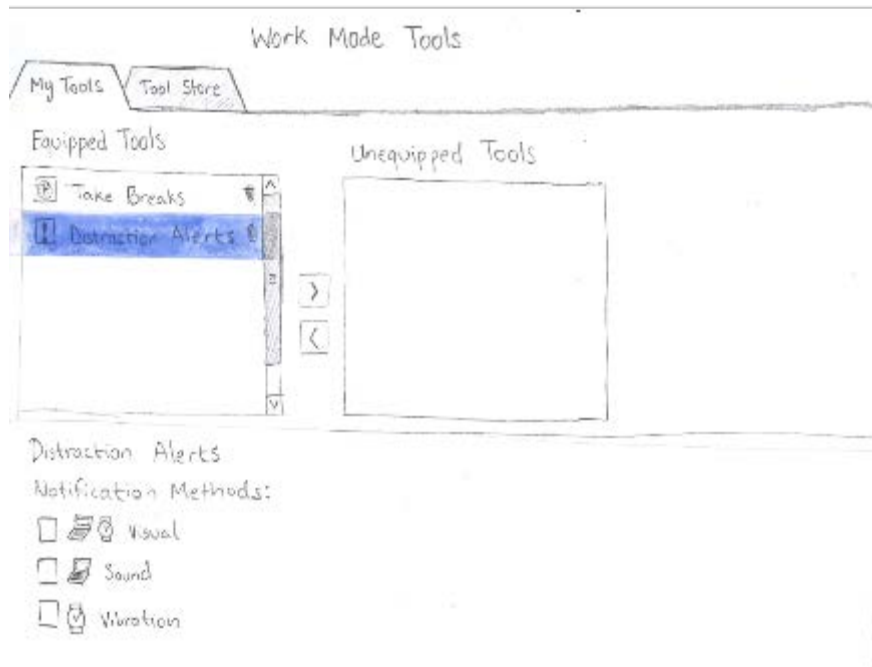 Work Mode Tools
My Tools
Tool Store
Equipped Tools
Unequipped Tools
Take Breaks
Distraction Alerts
>
<
Distraction Alerts
Notification Methods:
Visual
Sound
Vibration